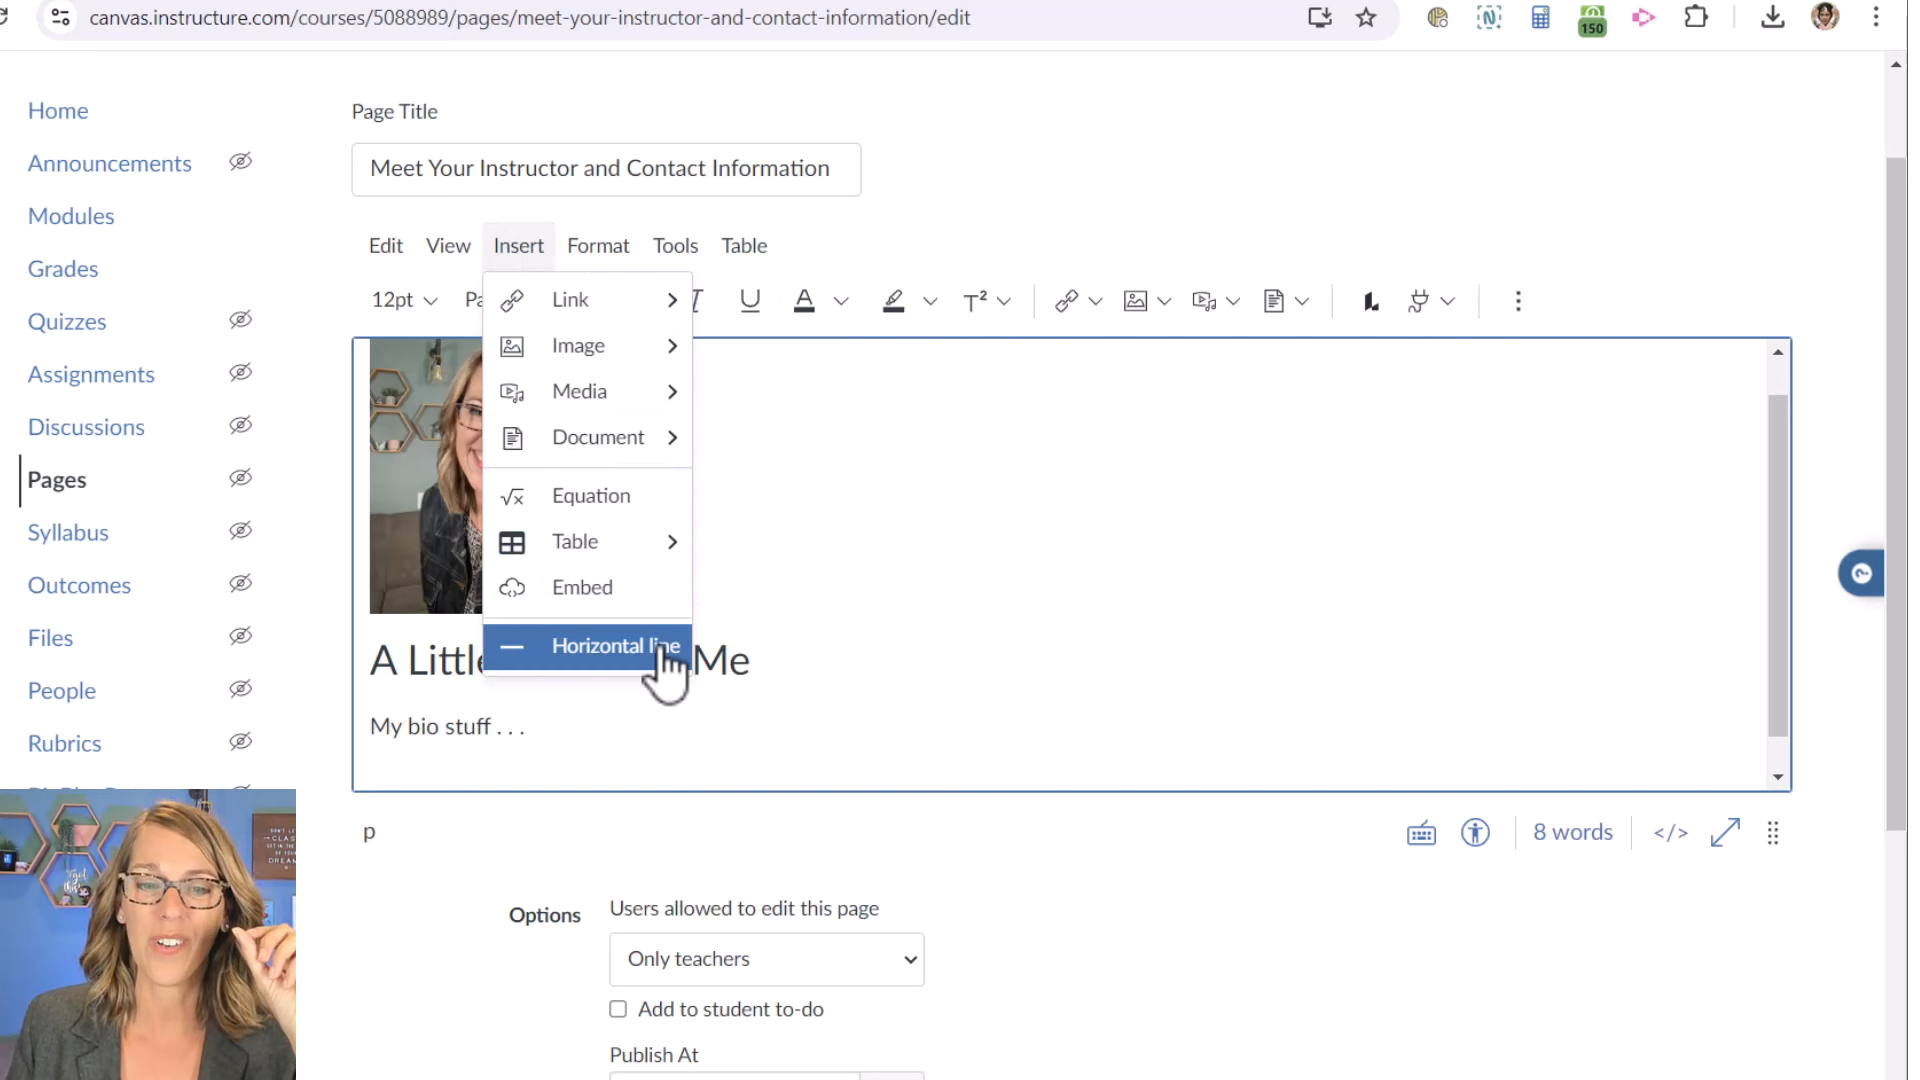 canvas.instructure.com/courses/5088989/pages/meet-your-instructor-and-contact-information/edit
150
Home
Announcements
Modules
Grades
Quizzes
Assignments
Discussions
Pages
Syllabus
Outcomes
Files
People
Rubrics
Page Title
Meet Your Instructor and Contact Information
Edit View Insert Format Tools Table
12pt Pa
Link
Image
Media
Document
Equation
Table
Embed
Horizontal line
A Little Me
My bio stuff . . .
p
8 words </>
Options
Users allowed to edit this page
Only teachers
Add to student to-do
Publish At